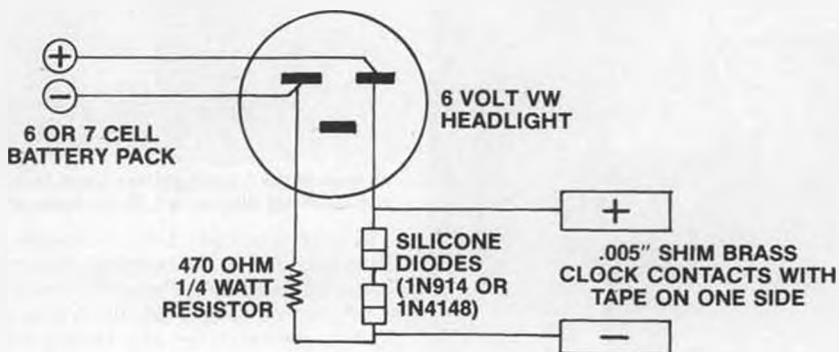 +
−
6 OR 7 CELL
BATTERY PACK
6 VOLT VW
HEADLIGHT
470 OHM
1/4 WATT
RESISTOR
SILICONE
DIODES
(1N914 OR
1N4148)
+
.005" SHIM BRASS
CLOCK CONTACTS WITH
TAPE ON ONE SIDE
−